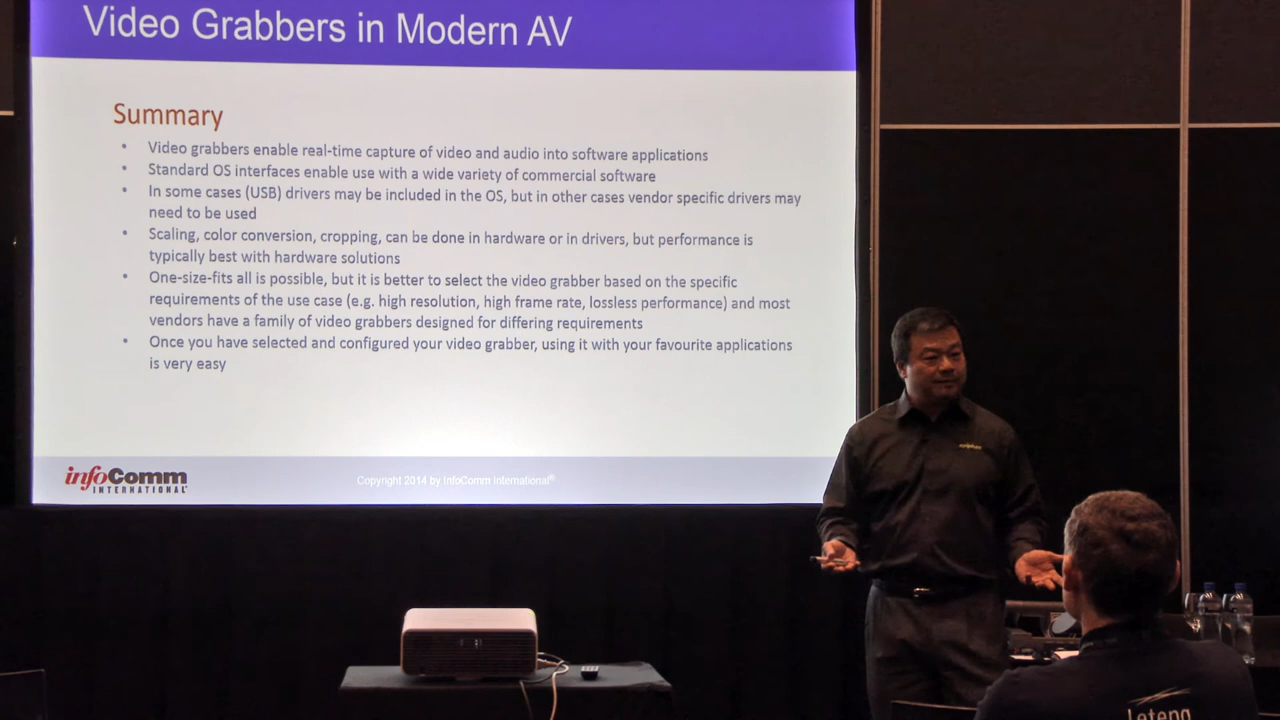 Video Grabbers in Modern AV
Summary
• Video grabbers enable real-time capture of video and audio into software applications
• Standard OS interfaces enable use with a wide variety of commercial software
• In some cases (USB) drivers may be included in the OS, but in other cases vendor specific drivers may
need to be used
• Scaling, color conversion, cropping, can be done in hardware or in drivers, but performance is
typically best with hardware solutions
• One-size-fits all is possible, but it is better to select the video grabber based on the specific
requirements of the use case (e.g. high resolution, high frame rate, lossless performance) and most
vendors have a family of video grabbers designed for differing requirements
• Once you have selected and configured your video grabber, using it with your favourite applications
is very easy
infoComm
INTERNATIONAL
Copyright 2014 by InfoComm International®